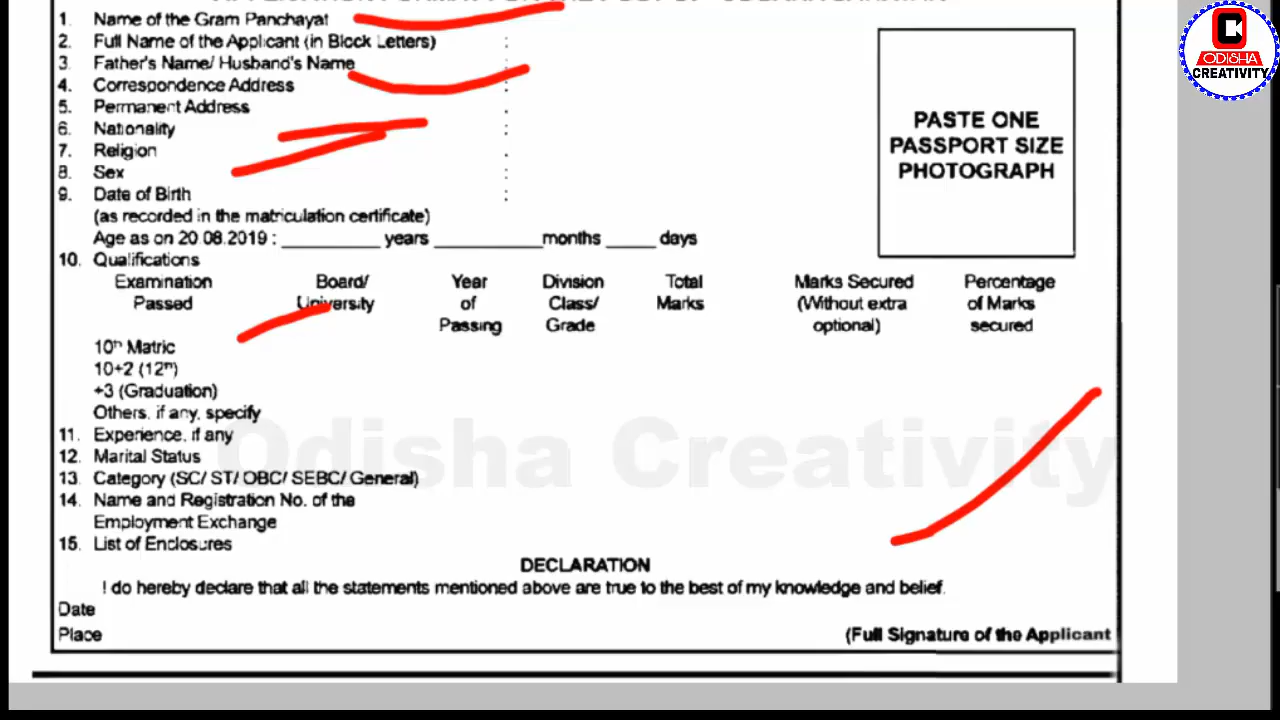 1. Name of the Gram Panchayat
2. Full Name of the Applicant (in Block Letters) :
3. Father's Name/ Husband's Name :
4. Correspondence Address :
5. Permanent Address :
6. Nationality :
7. Religion :
8. Sex :
9. Date of Birth :
(as recorded in the matriculation certificate)
Age as on 20.08.2019 : __________ years ___________months _____ days
10. Qualifications
Examination Board/ Year Division Total Marks Secured Percentage
Passed University of Class/ Marks (Without extra of Marks
Passing Grade optional) secured
10th Matric
10+2 (12th)
+3 (Graduation)
Others, if any, specify
11. Experience, if any
12. Marital Status
13. Category (SC/ ST/ OBC/ SEBC/ General)
14. Name and Registration No. of the
Employment Exchange
15. List of Enclosures
DECLARATION
I do hereby declare that all the statements mentioned above are true to the best of my knowledge and belief.
Date
Place (Full Signature of the Applicant
PASTE ONE
PASSPORT SIZE
PHOTOGRAPH
Odisha Creativity
ODISHA
CREATIVITY